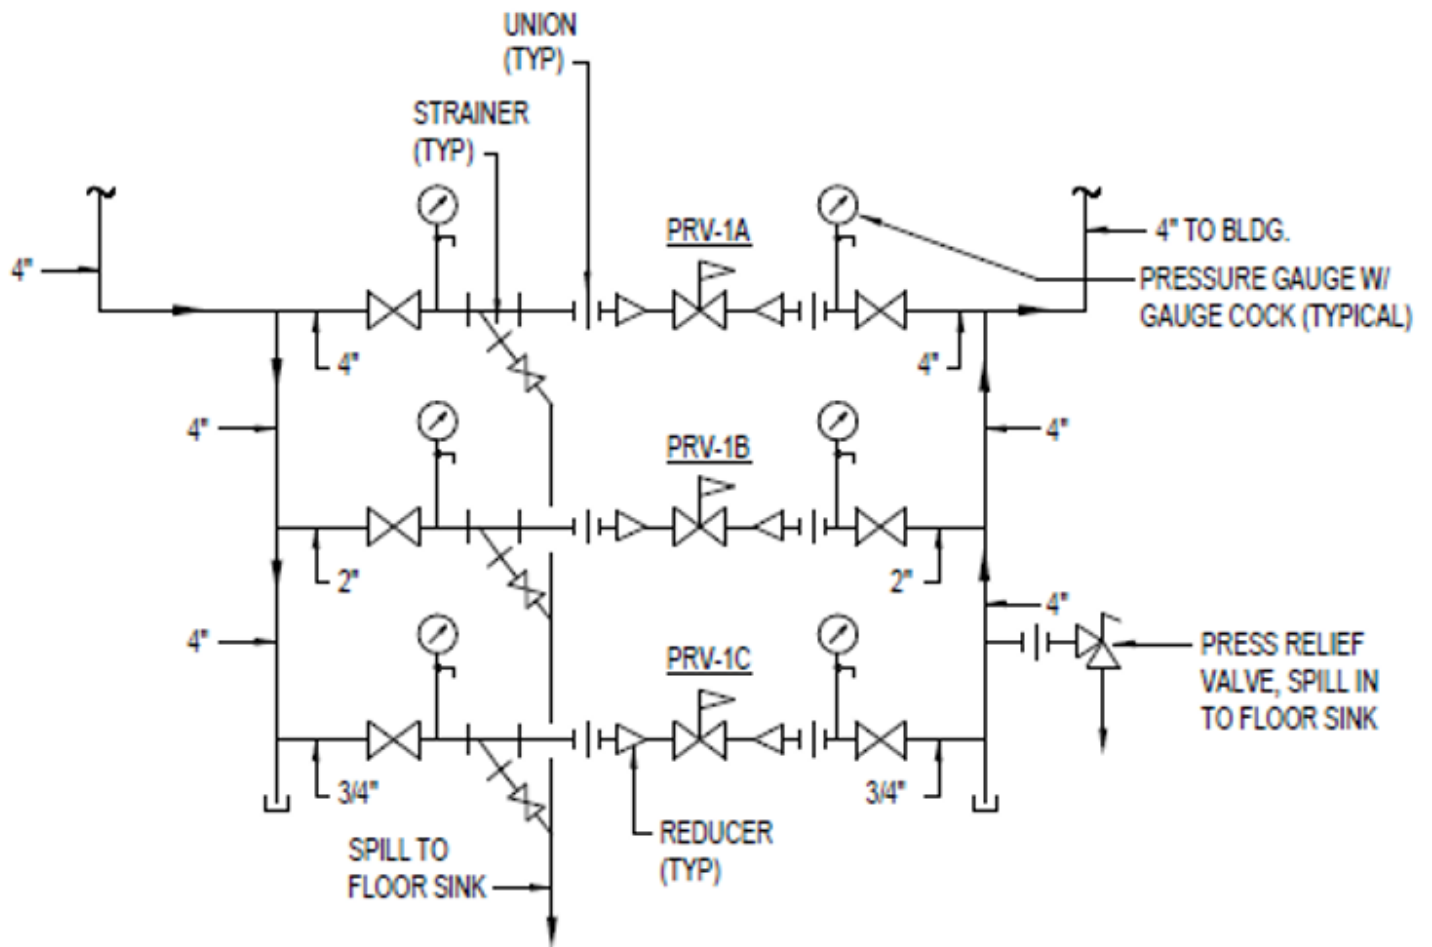 UNION
(TYP)
STRAINER
(TYP)
PRV-1A
4" TO BLDG.
4"
PRESSURE GAUGE W/
GAUGE COCK (TYPICAL)
4"
4"
4"
4"
PRV-1B
2"
2"
4"
4"
PRESS RELIEF
VALVE, SPILL IN
TO FLOOR SINK
PRV-1C
3/4"
3/4"
REDUCER
(TYP)
SPILL TO
FLOOR SINK